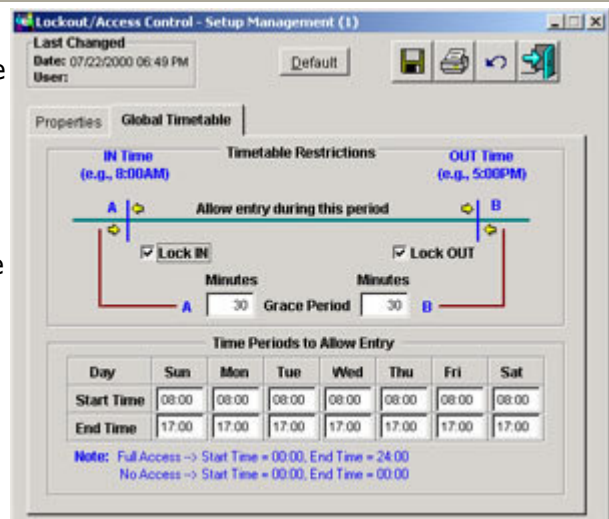 Lockout/Access Control - Setup Management (1)
Last Changed
Date: 07/22/2000 06:49 PM
User:
Default
e
Properties
Global Timetable
Timetable Restrictions
IN Time
(e.g., 8:00AM)
OUT Time
(e.g., 5:00PM)
A
Allow entry during this period
B
e
Lock IN
Lock OUT
Minutes
Minutes
A 30 Grace Period 30 B
Time Periods to Allow Entry
Day Sun Mon Tue Wed Thu Fri Sat
Start Time 08:00 08:00 08:00 08:00 08:00 08:00 08:00
End Time 17:00 17:00 17:00 17:00 17:00 17:00 17:00
Note: Full Access --> Start Time = 00:00, End Time = 24:00
No Access --> Start Time = 00:00, End Time = 00:00